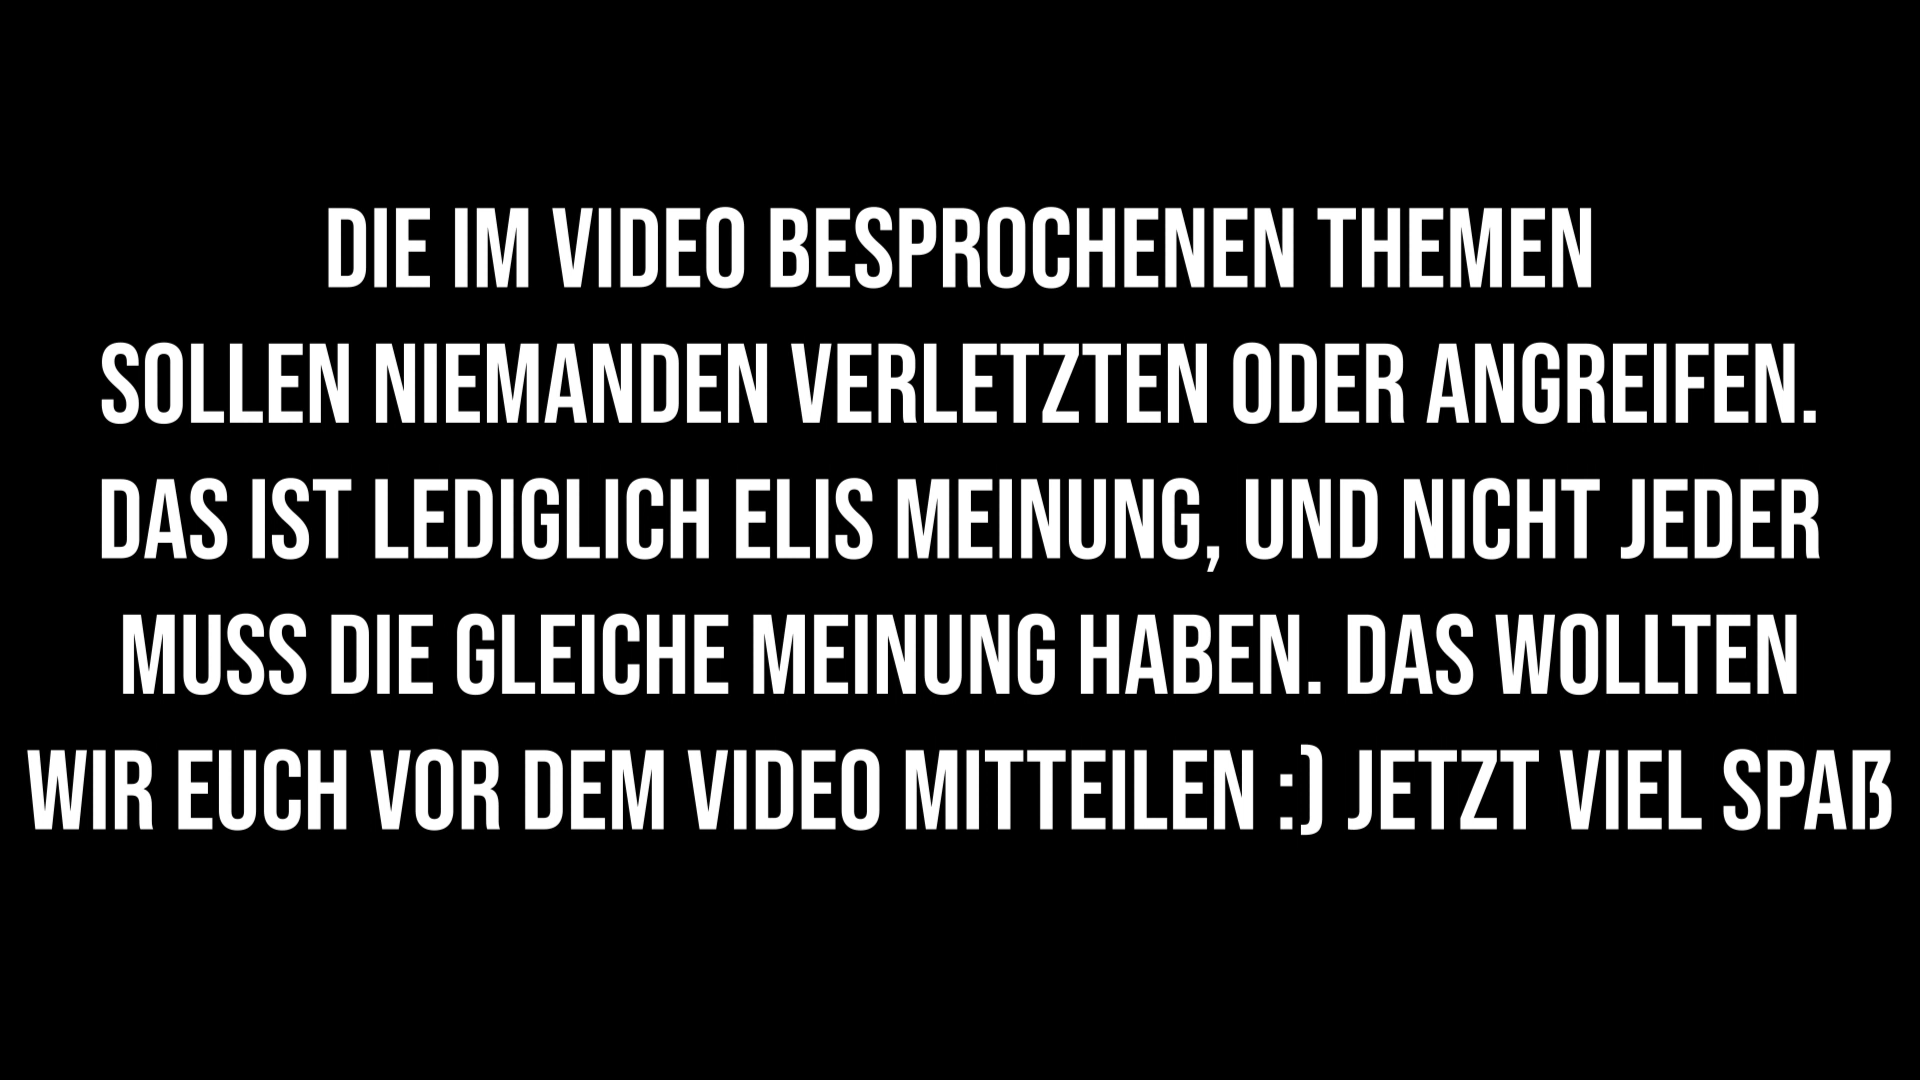 DIE IM VIDEO BESPROCHENEN THEMEN
SOLLEN NIEMANDEN VERLETZTEN ODER ANGREIFEN.
DAS IST LEDIGLICH ELIS MEINUNG, UND NICHT JEDER
MUSS DIE GLEICHE MEINUNG HABEN. DAS WOLLTEN
WIR EUCH VOR DEM VIDEO MITTEILEN :) JETZT VIEL SPAß